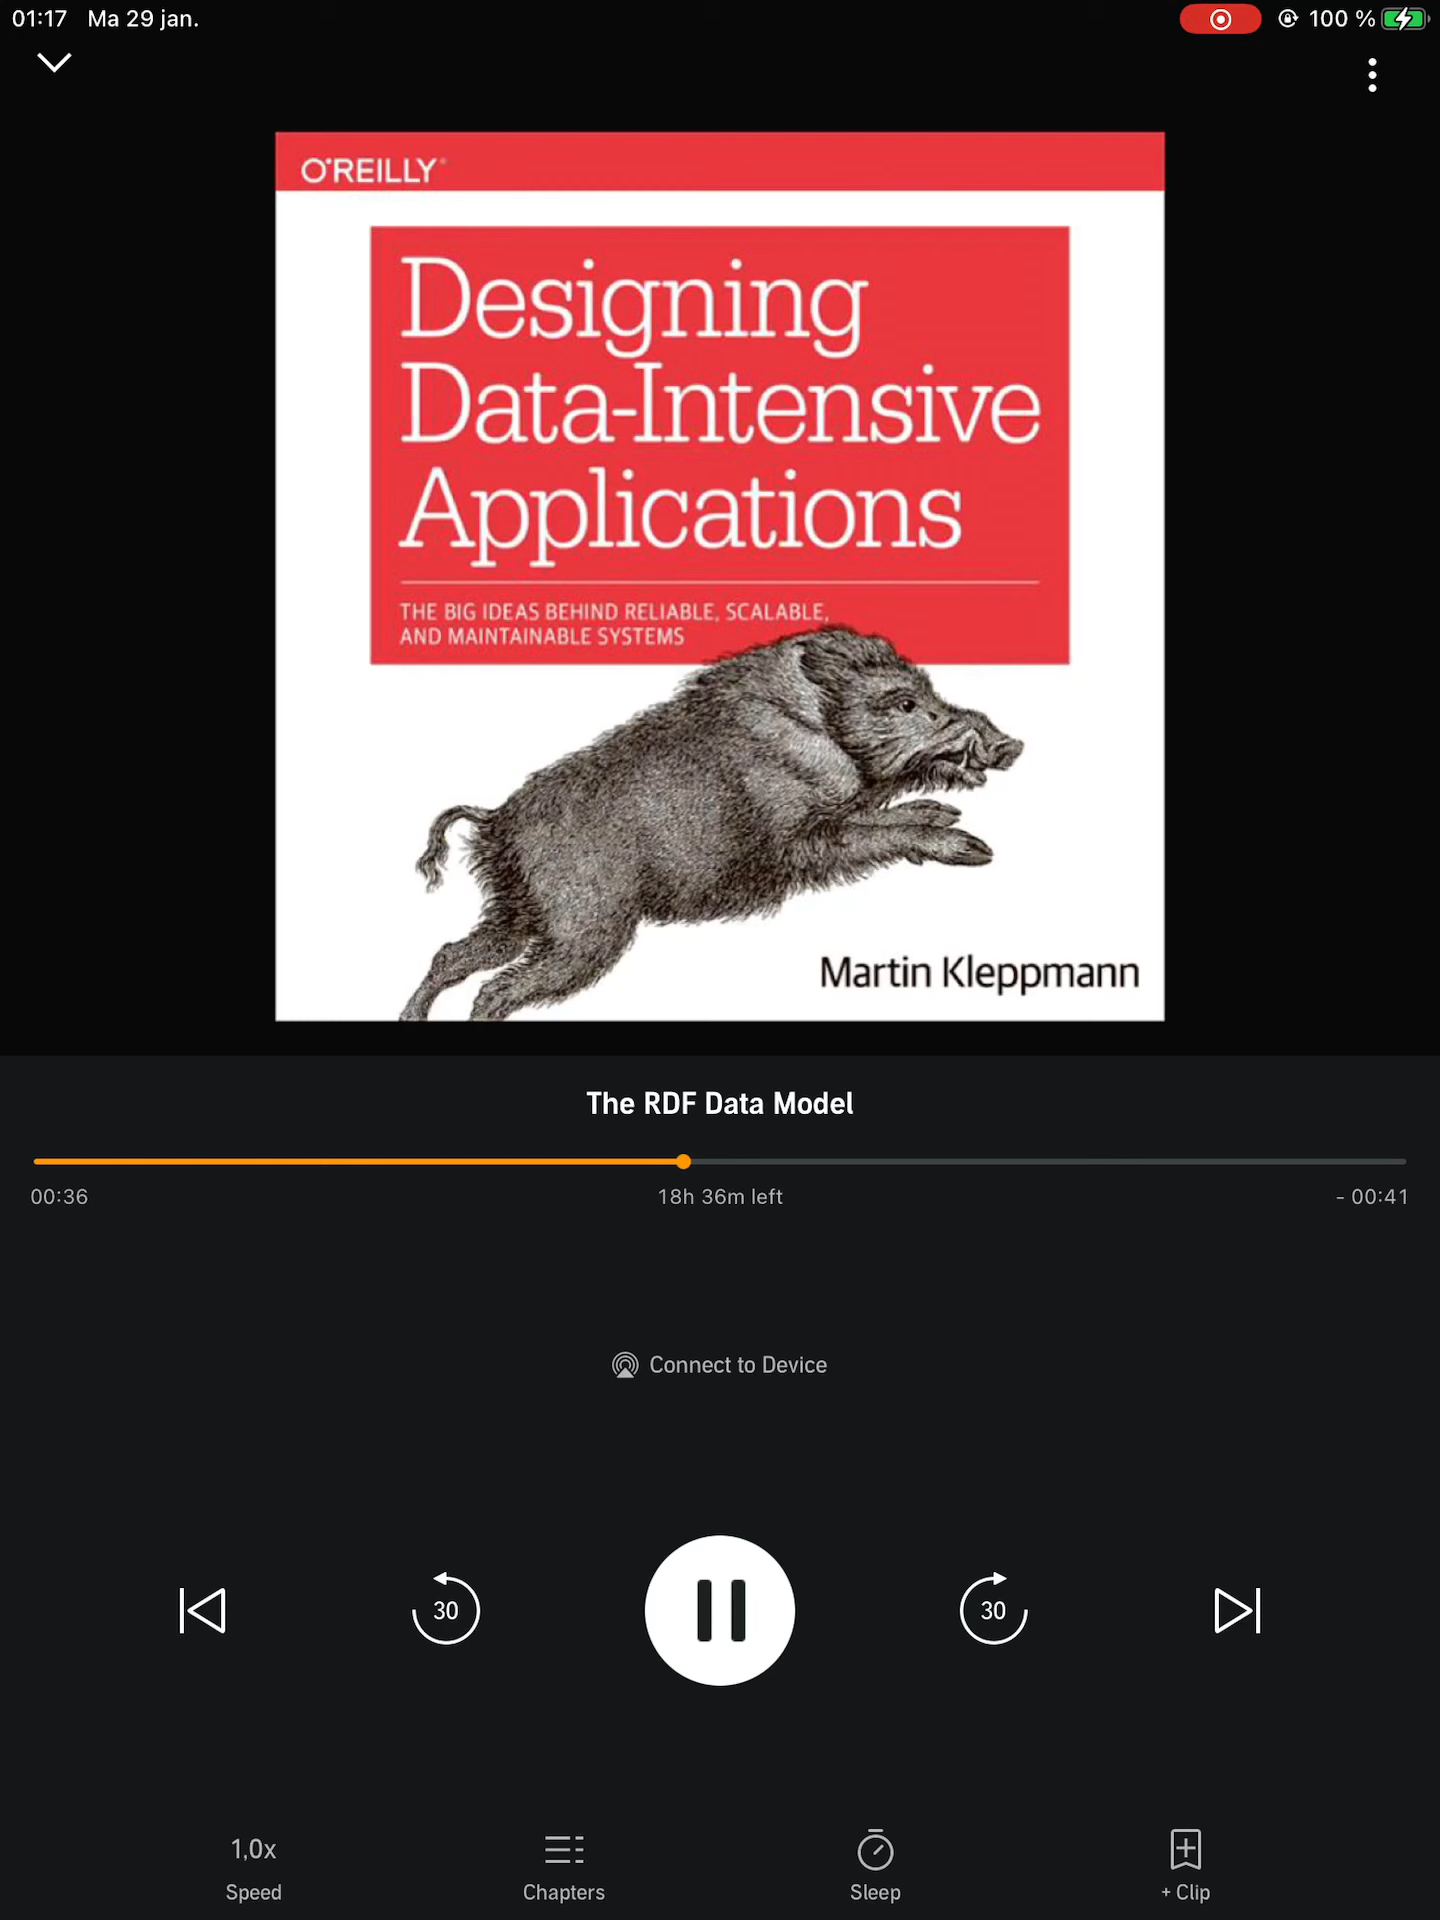 01:17 Ma 29 jan.
100 %
O'REILLY®
Designing
Data-Intensive
Applications
THE BIG IDEAS BEHIND RELIABLE, SCALABLE,
AND MAINTAINABLE SYSTEMS
Martin Kleppmann
The RDF Data Model
00:36
18h 36m left
- 00:41
Connect to Device
30
30
1,0x
Speed
Chapters
Sleep
+ Clip